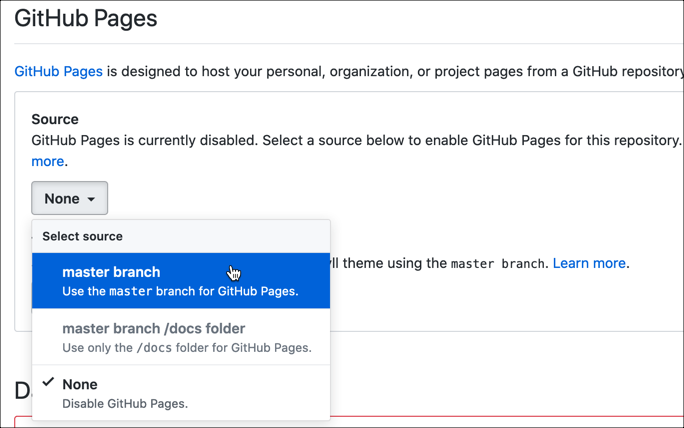 GitHub Pages
GitHub Pages is designed to host your personal, organization, or project pages from a GitHub repository
Source
GitHub Pages is currently disabled. Select a source below to enable GitHub Pages for this repository.
more.
None
Select source
master branch
Use the master branch for GitHub Pages.
theme using the master branch. Learn more.
master branch /docs folder
Use only the /docs folder for GitHub Pages.
None
Disable GitHub Pages.